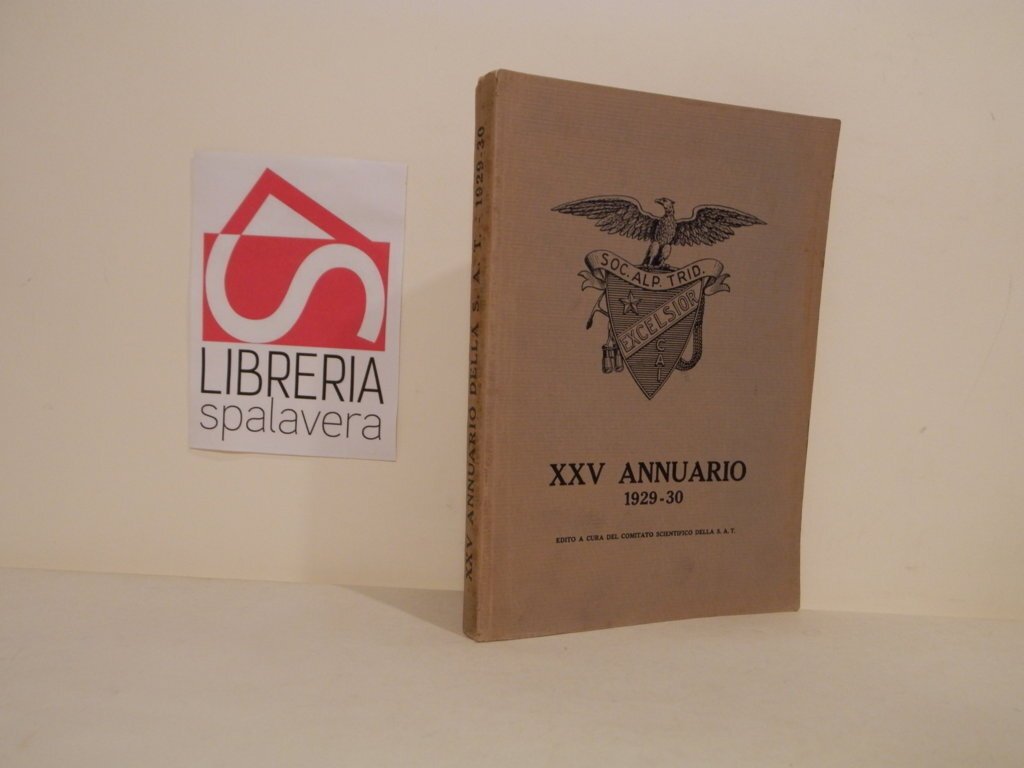 LIBRERIA
spalavera
XXV ANNUARIO DELLA S. A. T. - 1929-30
SOC. ALP. TRID.
EXCELSIOR
C.A.I.
XXV ANNUARIO
1929-30
EDITO A CURA DEL COMITATO SCIENTIFICO DELLA S. A. T.